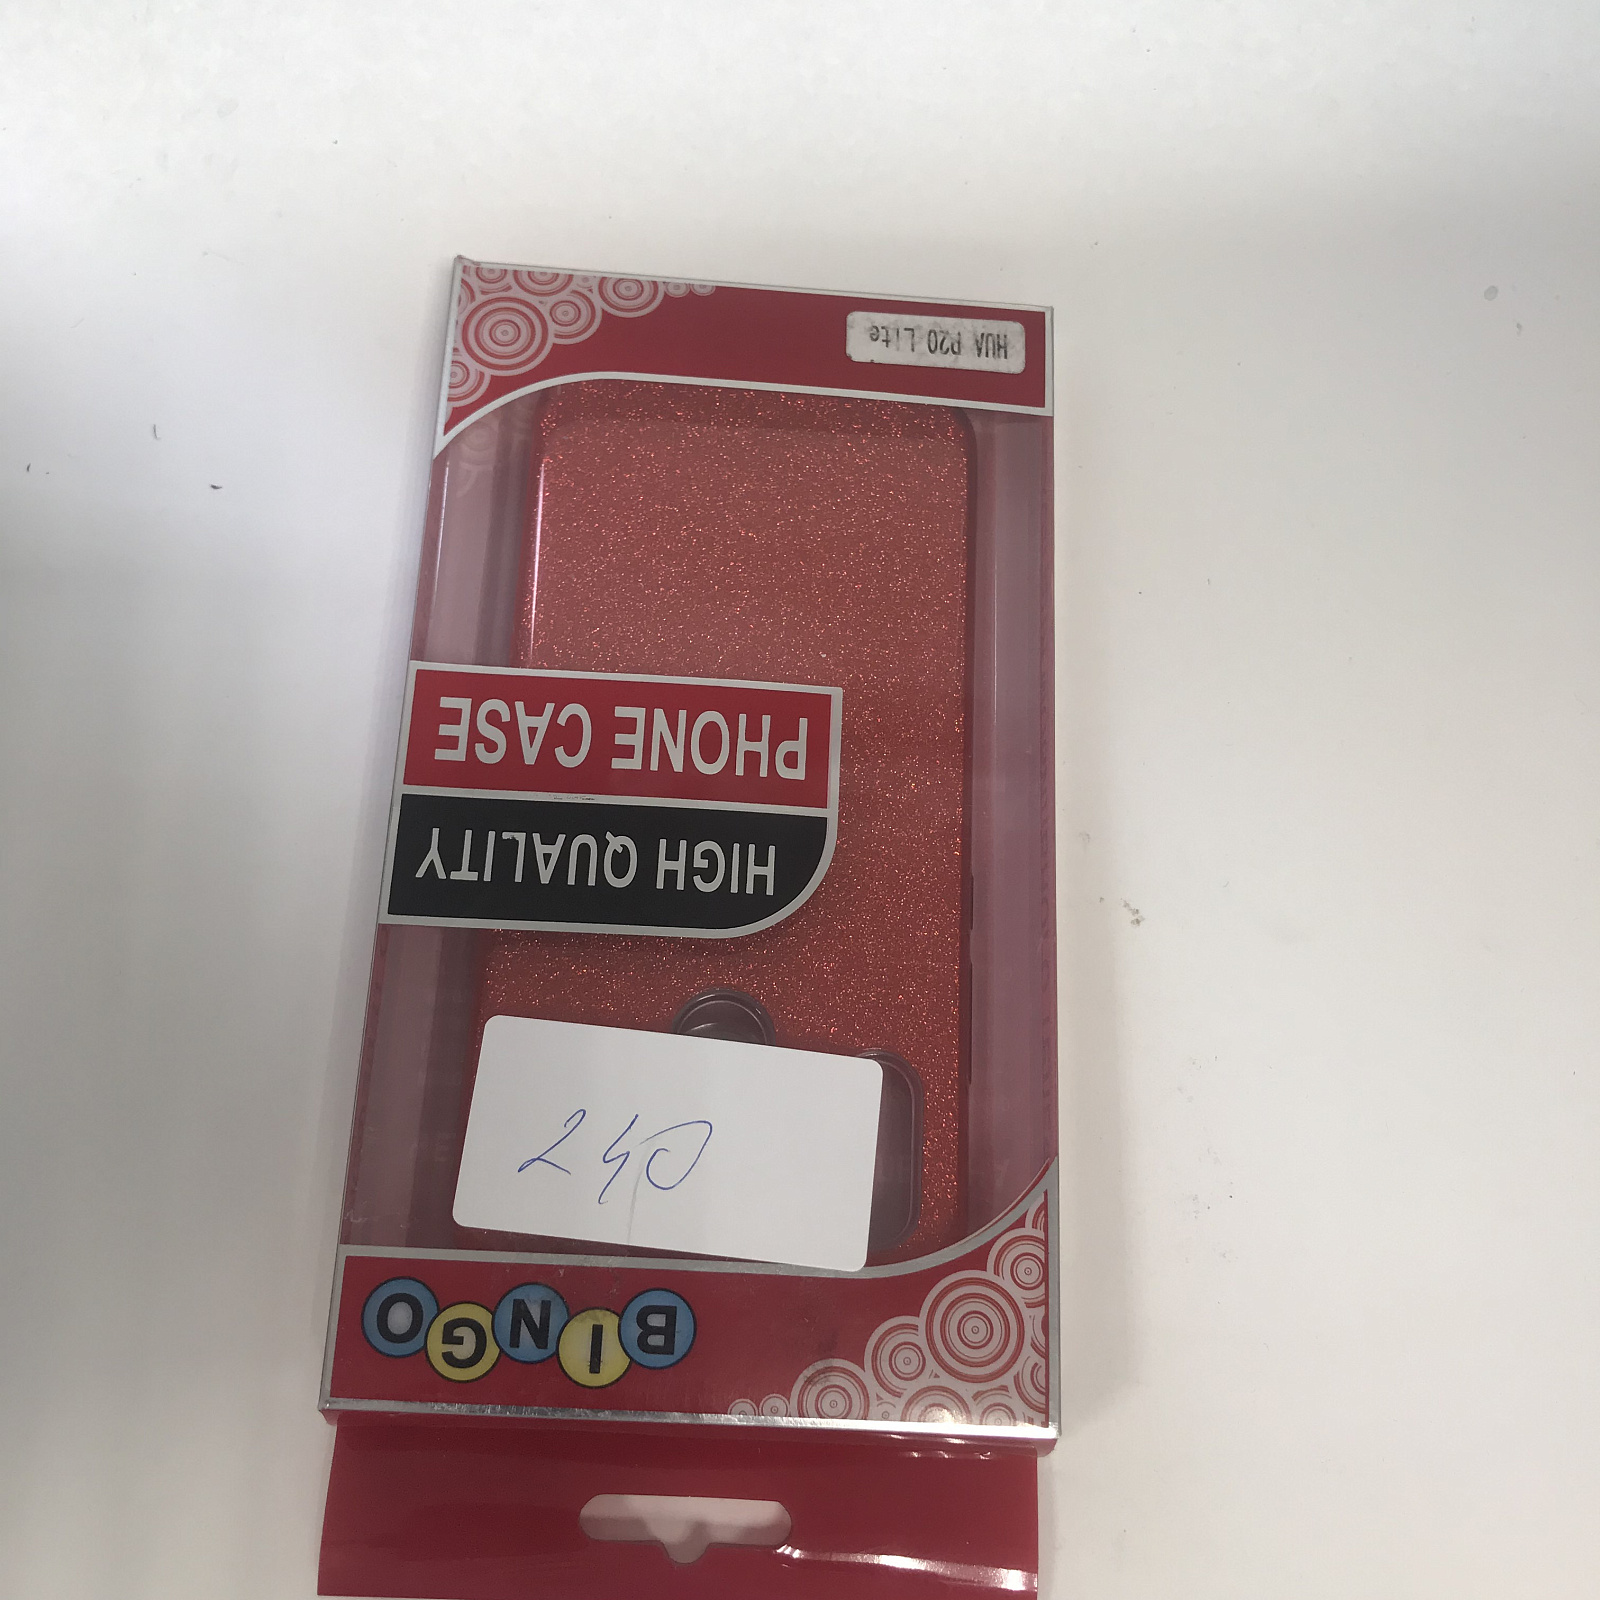 BINGO
240
HIGH QUALITY
PHONE CASE
HUA P20 Lite